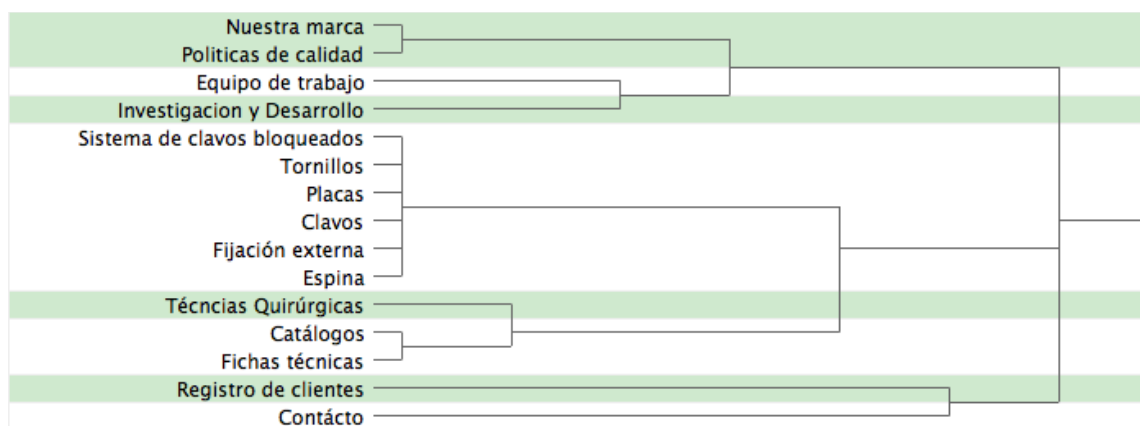 Nuestra marca
Politicas de calidad
Equipo de trabajo
Investigacion y Desarrollo
Sistema de clavos bloqueados
Tornillos
Placas
Clavos
Fijación externa
Espina
Técncias Quirúrgicas
Catálogos
Fichas técnicas
Registro de clientes
Contácto